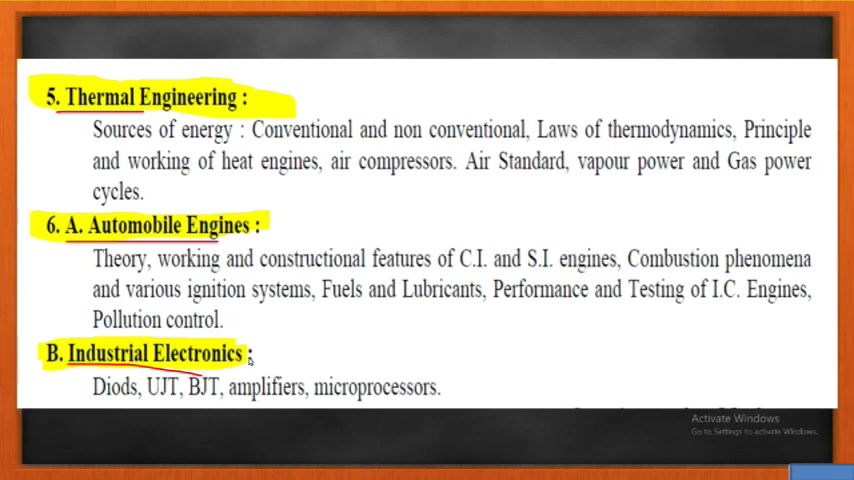 5. Thermal Engineering :
Sources of energy : Conventional and non conventional, Laws of thermodynamics, Principle
and working of heat engines, air compressors. Air Standard, vapour power and Gas power
cycles.
6. A. Automobile Engines :
Theory, working and constructional features of C.I. and S.I. engines, Combustion phenomena
and various ignition systems, Fuels and Lubricants, Performance and Testing of I.C. Engines,
Pollution control.
B. Industrial Electronics :
Diods, UJT, BJT, amplifiers, microprocessors.
Activate Windows
Go to Settings to activate Windows.